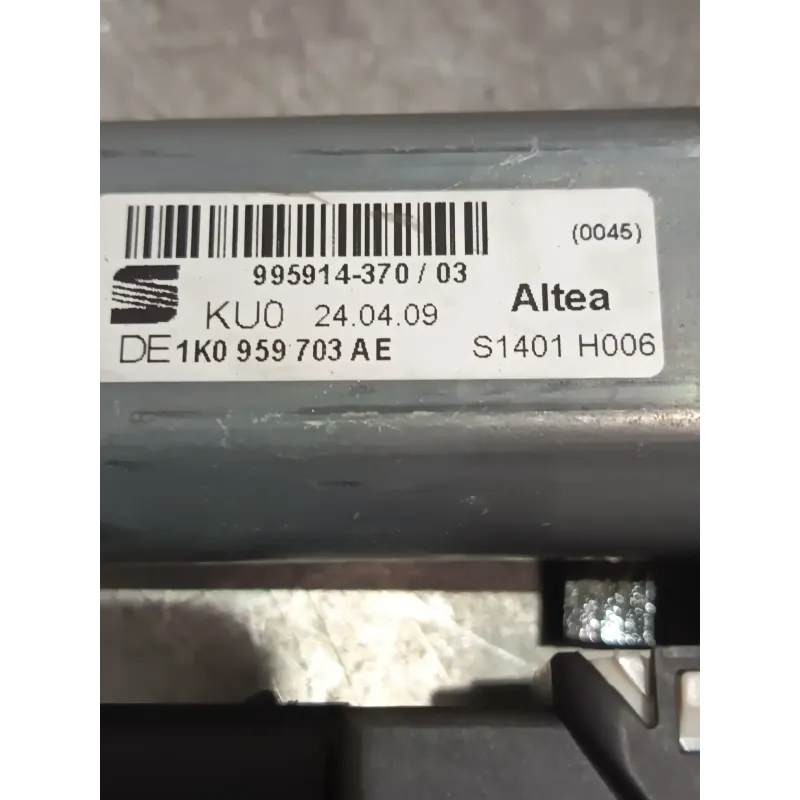 (0045)
995914-370 / 03
KU0 24.04.09 Altea
DE 1K0 959 703 AE S1401 H006